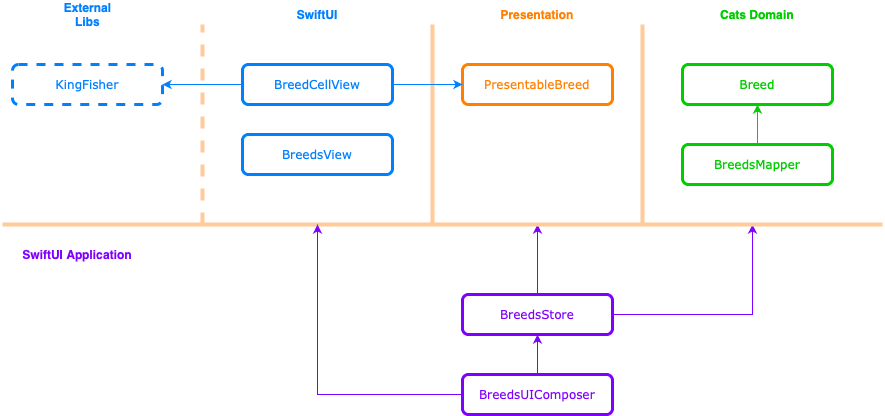 External
Libs
SwiftUI
Presentation
Cats Domain
KingFisher
BreedCellView
PresentableBreed
Breed
BreedsView
BreedsMapper
SwiftUI Application
BreedsStore
BreedsUIComposer